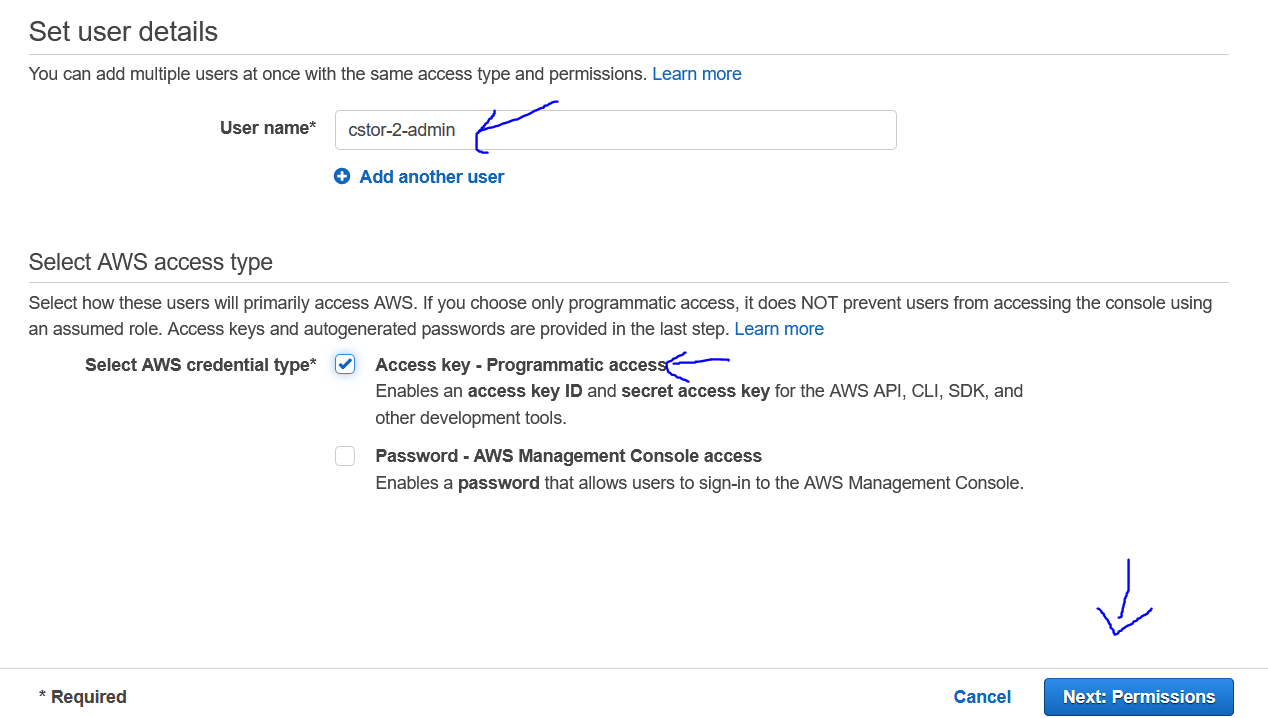 Set user details
You can add multiple users at once with the same access type and permissions. Learn more
User name* cstor-2-admin
Add another user
Select AWS access type
Select how these users will primarily access AWS. If you choose only programmatic access, it does NOT prevent users from accessing the console using
an assumed role. Access keys and autogenerated passwords are provided in the last step. Learn more
Select AWS credential type* Access key - Programmatic access
Enables an access key ID and secret access key for the AWS API, CLI, SDK, and
other development tools.
Password - AWS Management Console access
Enables a password that allows users to sign-in to the AWS Management Console.
* Required Cancel Next: Permissions